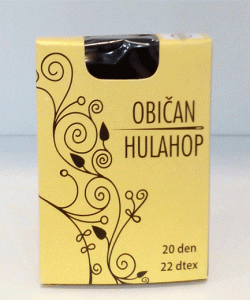 OBIČAN
HULAHOP
20 den
22 dtex